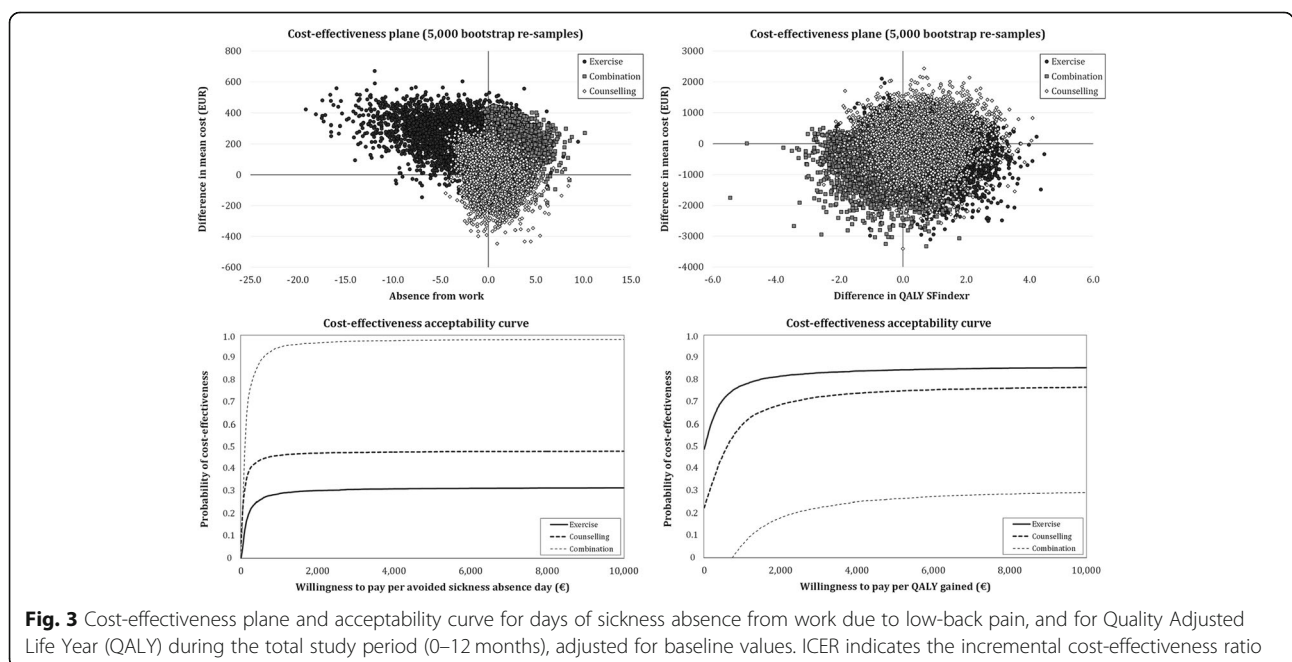 Cost-effectiveness plane (5,000 bootstrap re-samples)
800
600
400
200
0
-200
-400
-600
Difference in mean cost (EUR)
Exercise
Combination
Counselling
-25.0 -20.0 -15.0 -10.0 -5.0 0.0 5.0 10.0 15.0
Absence from work
Cost-effectiveness plane (5,000 bootstrap re-samples)
3000
2000
1000
0
-1000
-2000
-3000
-4000
Difference in mean cost (EUR)
Exercise
Combination
Counselling
-6.0 -4.0 -2.0 0.0 2.0 4.0 6.0
Difference in QALY SFindexr
Cost-effectiveness acceptability curve
1.0
0.9
0.8
0.7
0.6
0.5
0.4
0.3
0.2
0.1
0
Probability of cost-effectiveness
Exercise
Counselling
Combination
0 2,000 4,000 6,000 8,000 10,000
Willingness to pay per avoided sickness absence day (€)
Cost-effectiveness acceptability curve
1.0
0.9
0.8
0.7
0.6
0.5
0.4
0.3
0.2
0.1
0
Probability of cost-effectiveness
Exercise
Counselling
Combination
0 2,000 4,000 6,000 8,000 10,000
Willingness to pay per QALY gained (€)
Fig. 3 Cost-effectiveness plane and acceptability curve for days of sickness absence from work due to low-back pain, and for Quality Adjusted
Life Year (QALY) during the total study period (0–12 months), adjusted for baseline values. ICER indicates the incremental cost-effectiveness ratio